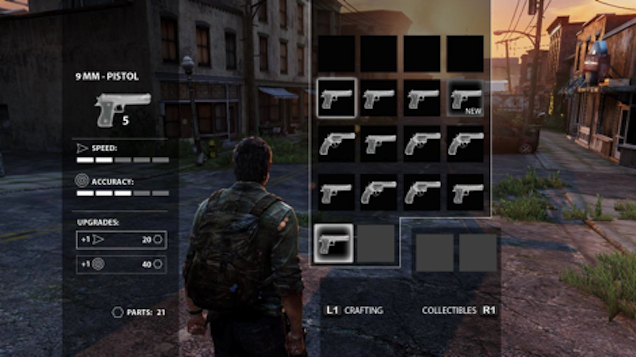 9 MM - PISTOL
5
SPEED:
ACCURACY:
UPGRADES:
+1 20
+1 40
PARTS: 21
NEW
L1 CRAFTING
COLLECTIBLES R1